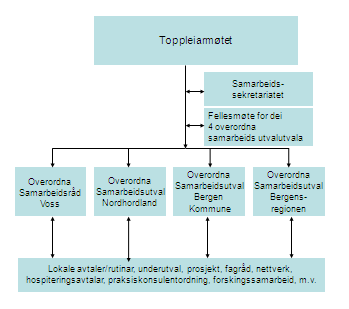 Toppleiarmøtet
Samarbeids-
sekretariatet
Fellesmøte for dei
4 overordna
samarbeids utvalutvala
Overordna
Samarbeidsråd
Voss
Overordna
Samarbeidsutval
Nordhordland
Overordna
Samarbeidsutval
Bergen
Kommune
Overordna
Samarbeidsutval
Bergens-
regionen
Lokale avtaler/rutinar, underutval, prosjekt, fagråd, nettverk,
hospiteringsavtalar, praksiskonsulentordning, forskingssamarbeid, m.v.